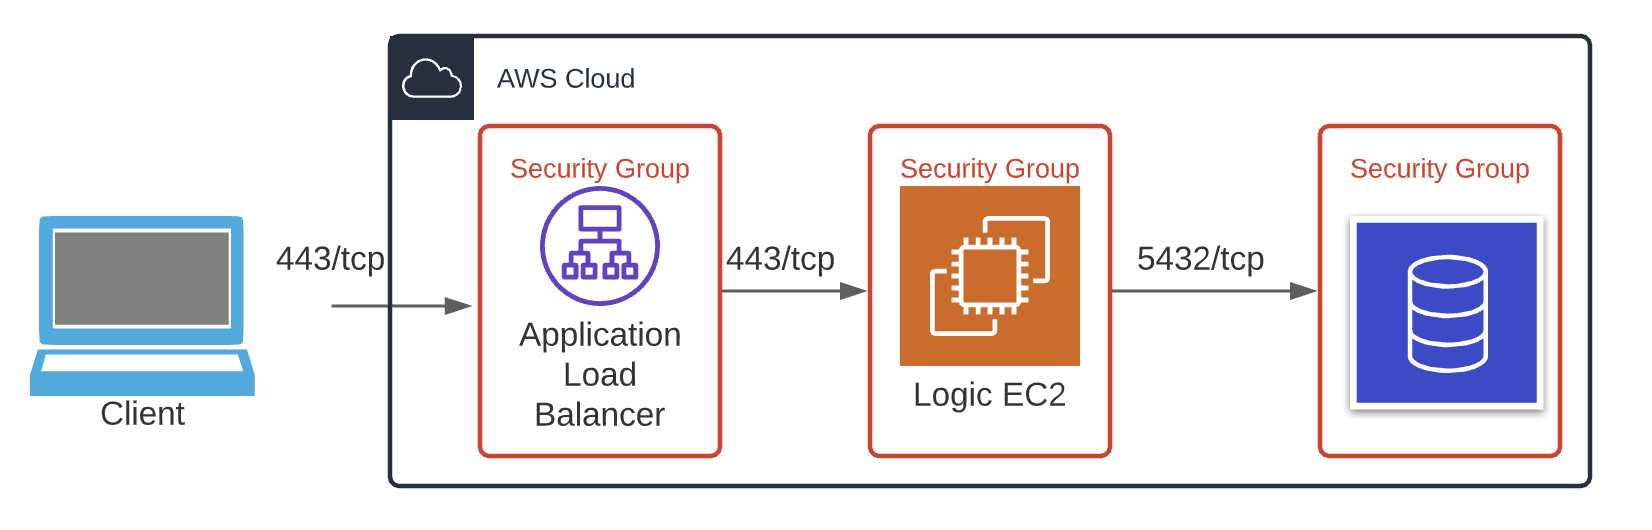 AWS Cloud
Security Group
Security Group
Security Group
443/tcp
443/tcp
5432/tcp
Application
Load
Balancer
Logic EC2
Client